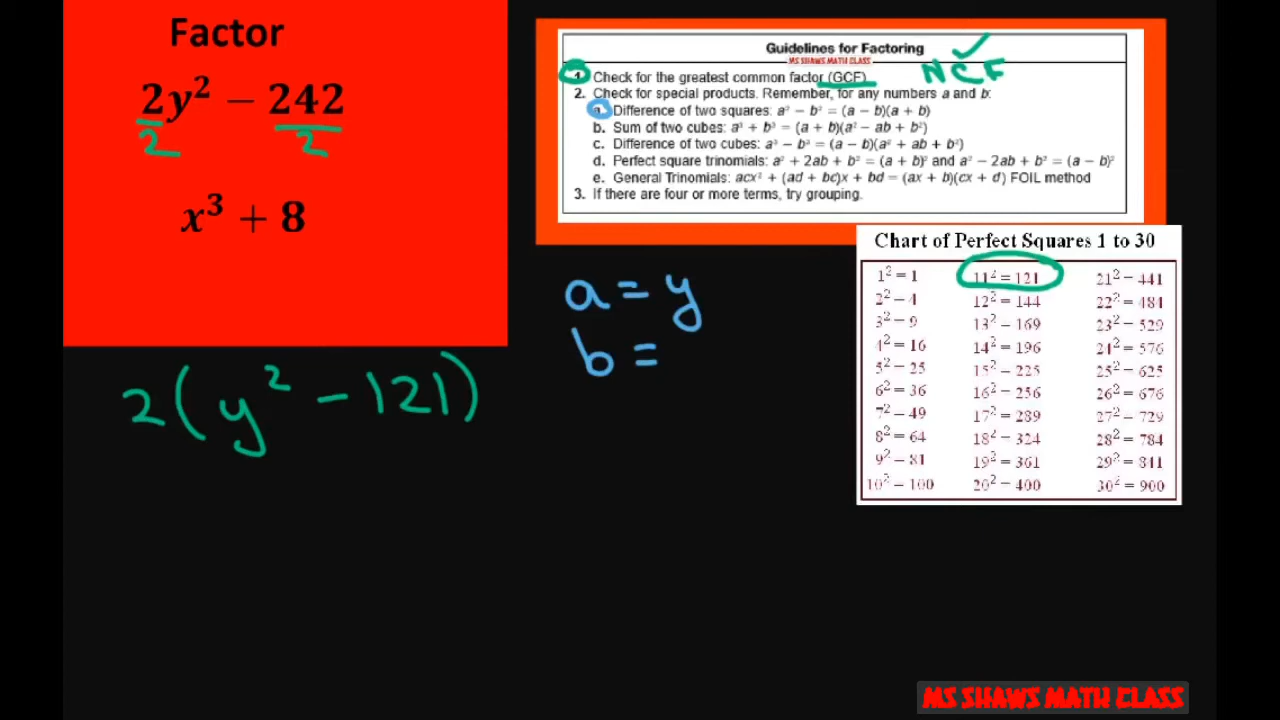 Factor
2y² − 242
2 2
x³ + 8
Guidelines for Factoring
MS SHAWS MATH CLASS
NCF
1. Check for the greatest common factor (GCF).
2. Check for special products. Remember, for any numbers a and b:
a. Difference of two squares: a² − b² = (a − b)(a + b)
b. Sum of two cubes: a³ + b³ = (a + b)(a² − ab + b²)
c. Difference of two cubes: a³ − b³ = (a − b)(a² + ab + b²)
d. Perfect square trinomials: a² + 2ab + b² = (a + b)² and a² − 2ab + b² = (a − b)²
e. General Trinomials: acx² + (ad + bc)x + bd = (ax + b)(cx + d) FOIL method
3. If there are four or more terms, try grouping.
Chart of Perfect Squares 1 to 30
1² = 1 11² = 121 21² = 441
2² = 4 12² = 144 22² = 484
3² = 9 13² = 169 23² = 529
4² = 16 14² = 196 24² = 576
5² = 25 15² = 225 25² = 625
6² = 36 16² = 256 26² = 676
7² = 49 17² = 289 27² = 729
8² = 64 18² = 324 28² = 784
9² = 81 19² = 361 29² = 841
10² = 100 20² = 400 30² = 900
a = y
b =
2(y² − 121)
MS SHAWS MATH CLASS